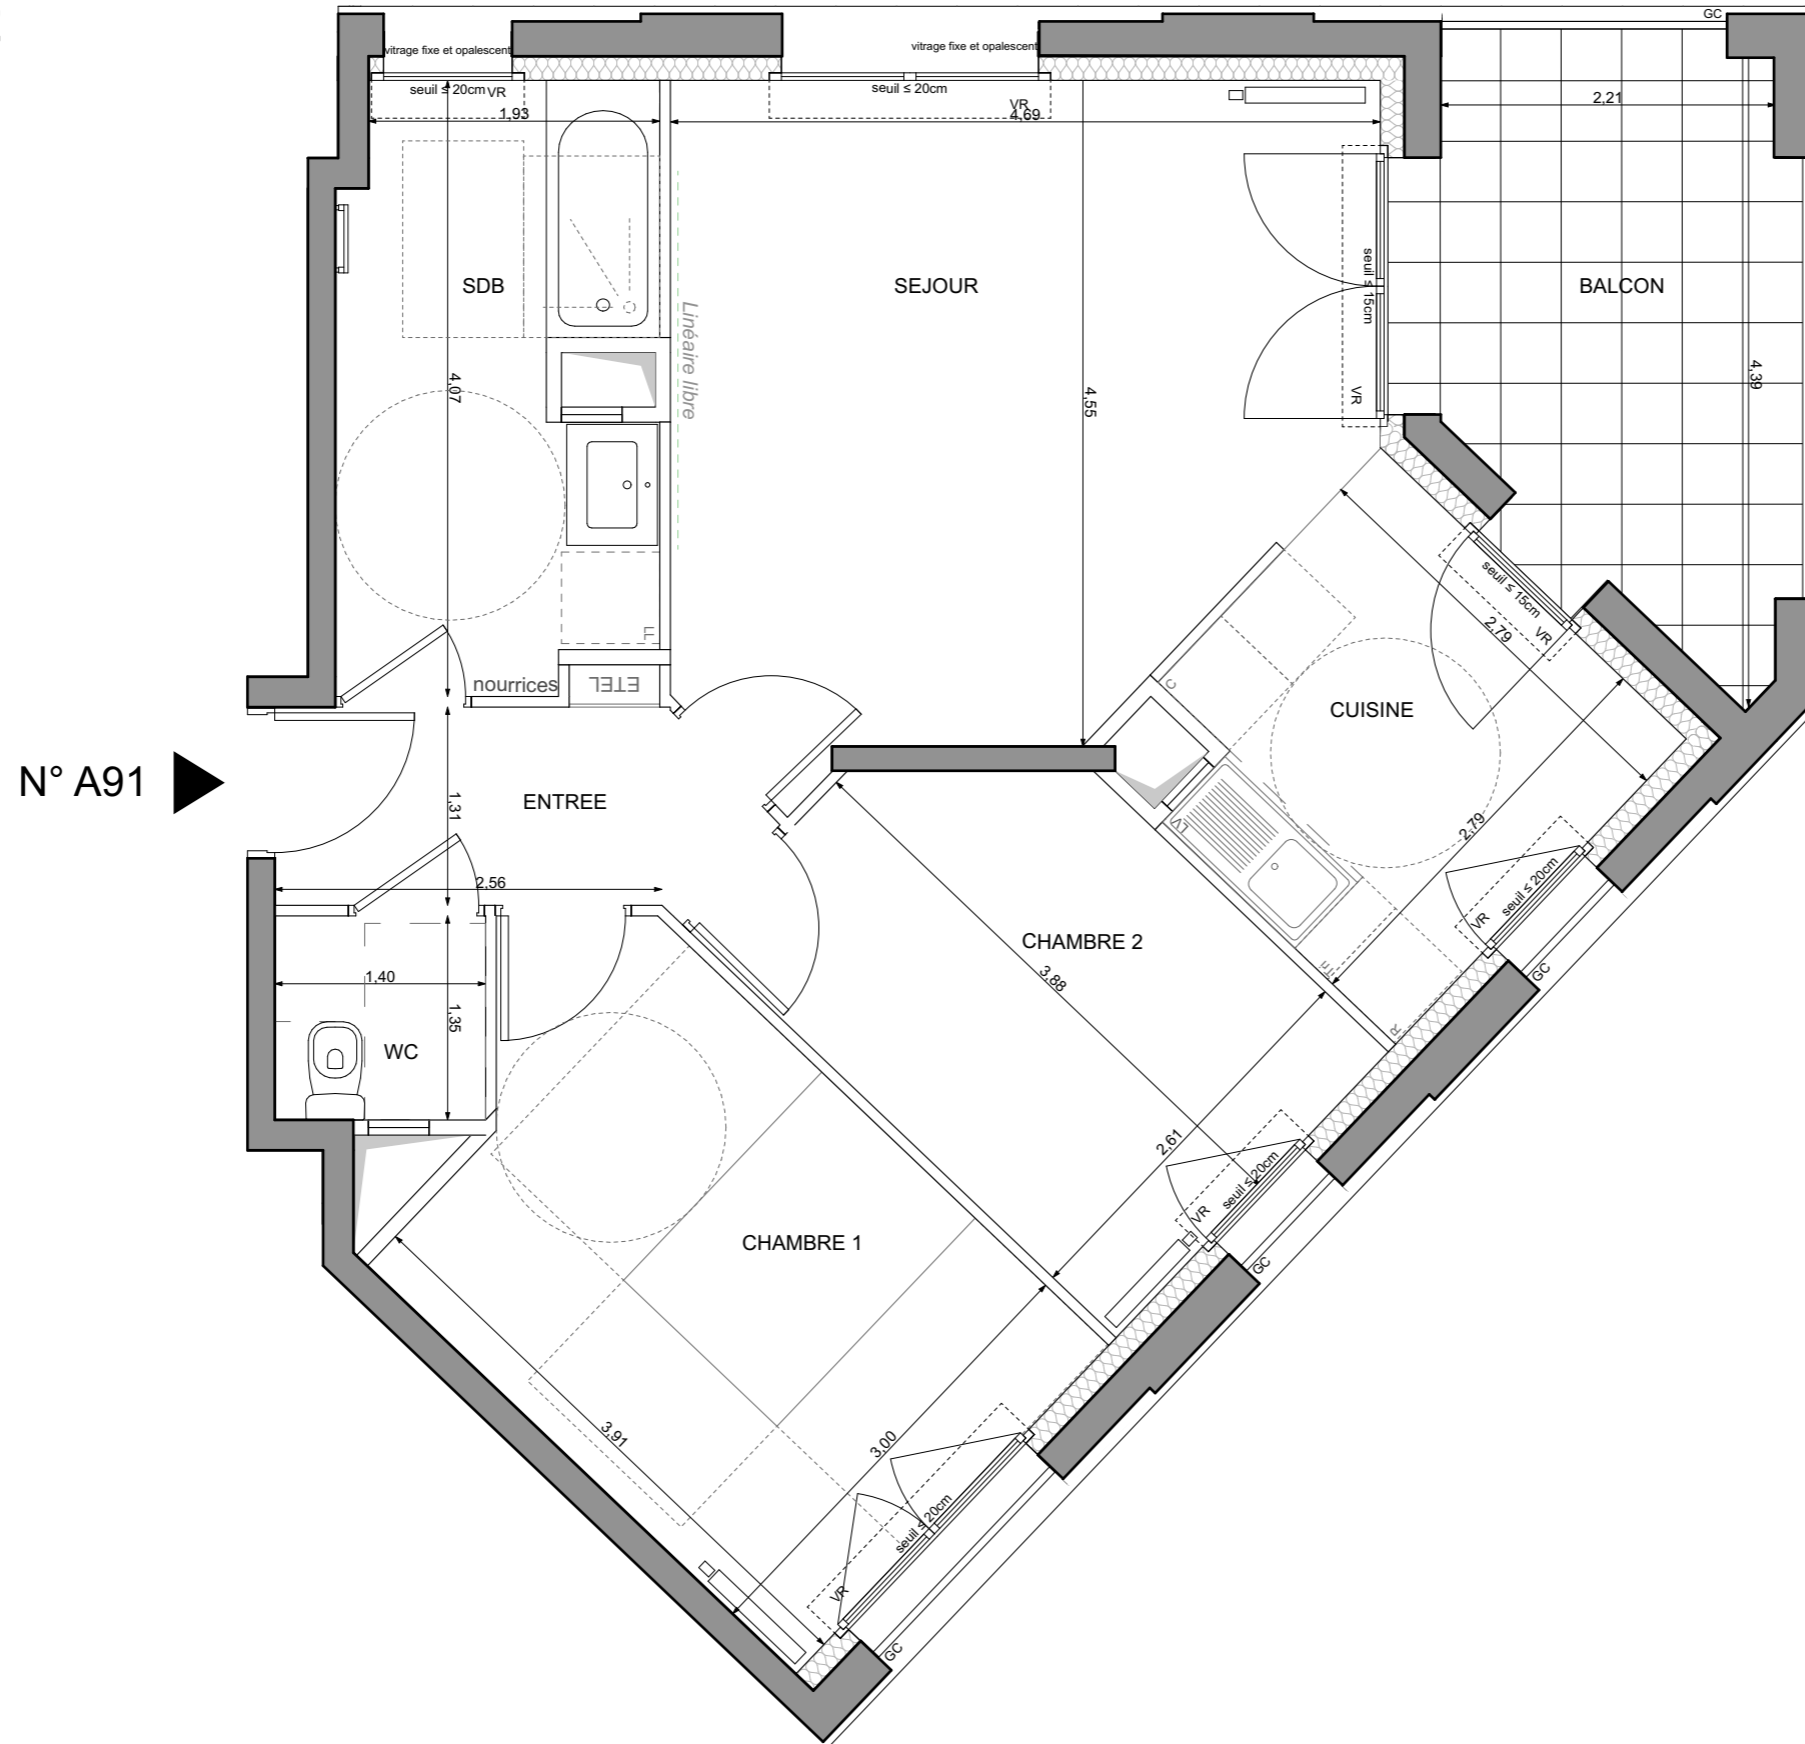 GC
vitrage fixe et opalescent
vitrage fixe et opalescent
seuil ≤ 20cm
VR
seuil ≤ 20cm
VR
1,93
4,69
2,21
SDB
SEJOUR
BALCON
seuil ≤ 15cm
VR
Linéaire libre
4,07
4,55
4,39
seuil ≤ 15cm
VR
2,79
LL
nourrices
ETEL
C
CUISINE
N° A91
ENTREE
1,31
LV
2,79
2,56
seuil ≤ 20cm
VR
CHAMBRE 2
3,88
GC
1,40
1,35
WC
R
2,61
seuil ≤ 20cm
VR
CHAMBRE 1
GC
3,91
3,00
seuil ≤ 20cm
VR
GC